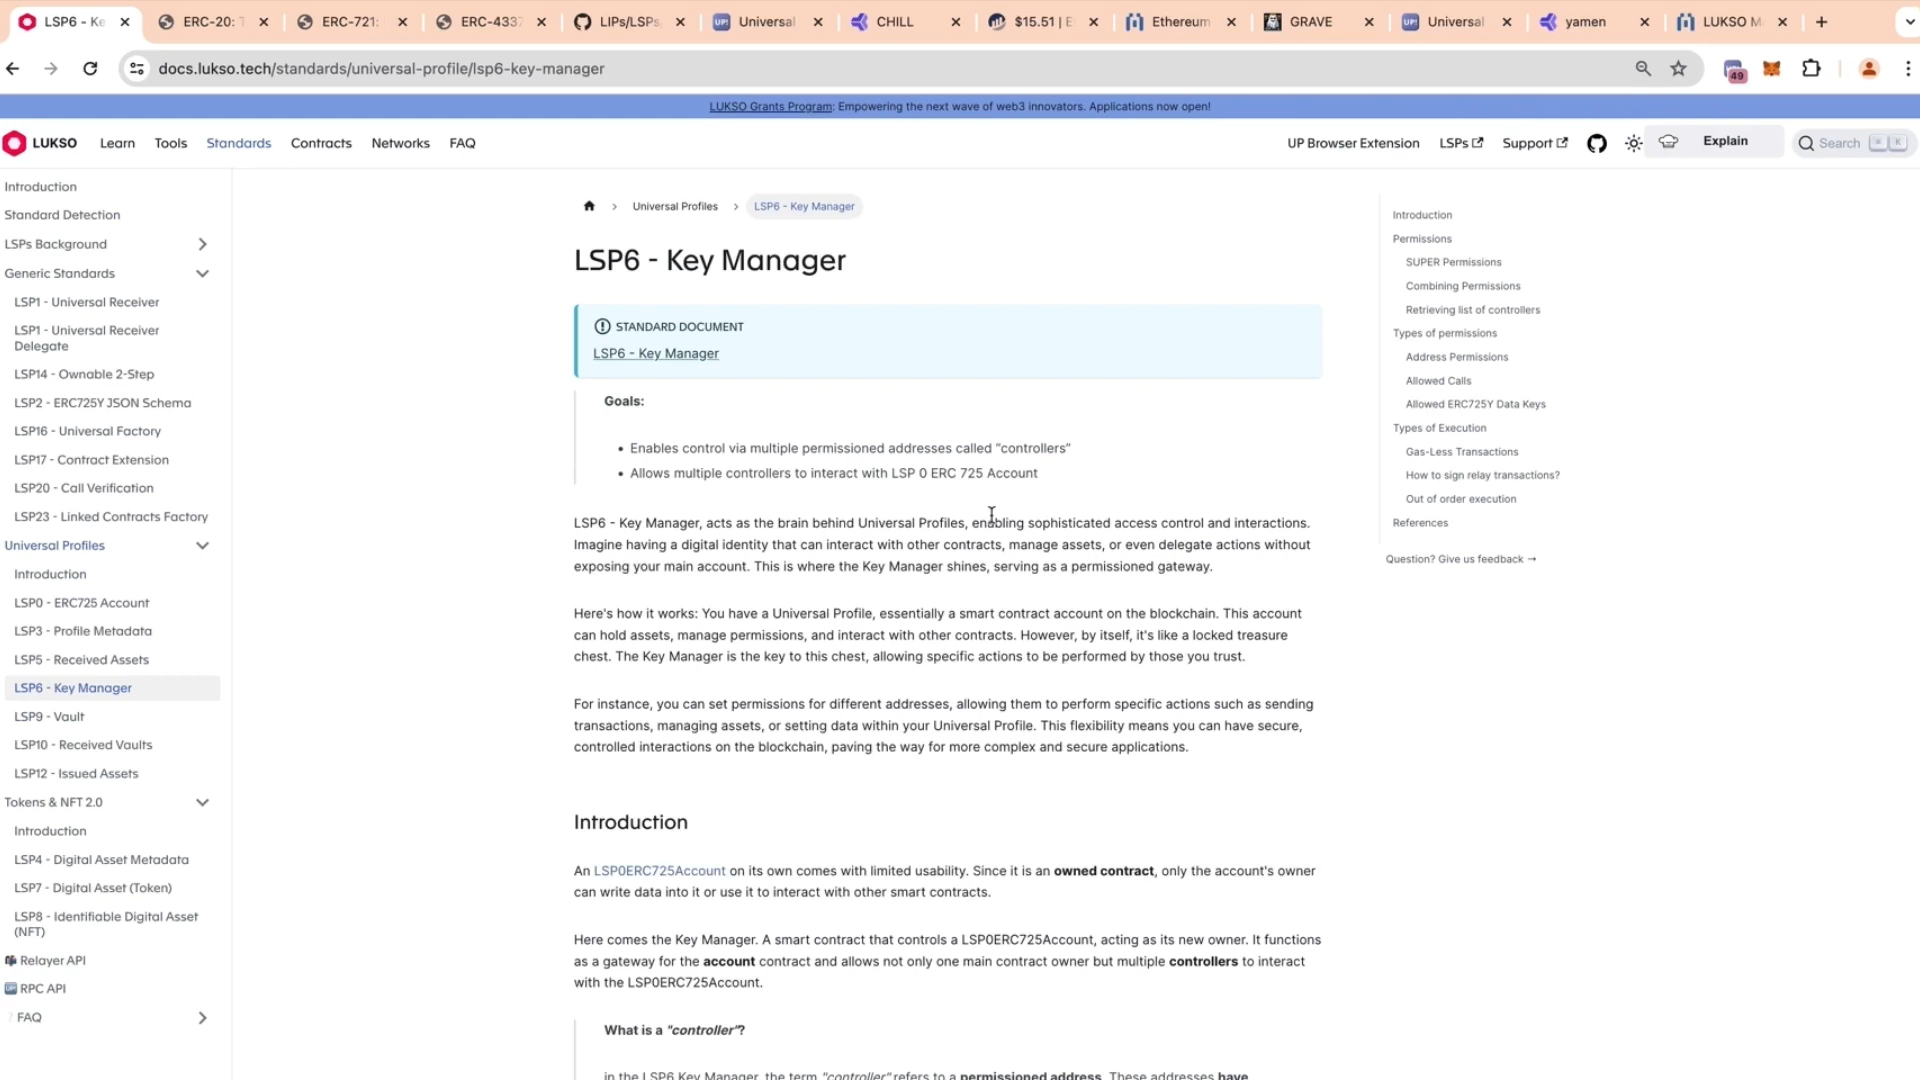 LSP6 - Ke
ERC-20: T
ERC-721:
ERC-4337
LIPs/LSPs
Universal
CHILL
$15.51 | E
Ethereum
GRAVE
Universal
yamen
LUKSO M
docs.lukso.tech/standards/universal-profile/lsp6-key-manager
49
LUKSO Grants Program: Empowering the next wave of web3 innovators. Applications now open!
LUKSO
Learn
Tools
Standards
Contracts
Networks
FAQ
UP Browser Extension
LSPs
Support
Explain
Search
K
Introduction
Standard Detection
LSPs Background
Generic Standards
LSP1 - Universal Receiver
LSP1 - Universal Receiver
Delegate
LSP14 - Ownable 2-Step
LSP2 - ERC725Y JSON Schema
LSP16 - Universal Factory
LSP17 - Contract Extension
LSP20 - Call Verification
LSP23 - Linked Contracts Factory
Universal Profiles
Introduction
LSP0 - ERC725 Account
LSP3 - Profile Metadata
LSP5 - Received Assets
LSP6 - Key Manager
LSP9 - Vault
LSP10 - Received Vaults
LSP12 - Issued Assets
Tokens & NFT 2.0
Introduction
LSP4 - Digital Asset Metadata
LSP7 - Digital Asset (Token)
LSP8 - Identifiable Digital Asset
(NFT)
Relayer API
RPC API
FAQ
Universal Profiles
LSP6 - Key Manager
LSP6 - Key Manager
STANDARD DOCUMENT
LSP6 - Key Manager
Goals:
• Enables control via multiple permissioned addresses called “controllers”
• Allows multiple controllers to interact with LSP 0 ERC 725 Account
LSP6 - Key Manager, acts as the brain behind Universal Profiles, enabling sophisticated access control and interactions.
Imagine having a digital identity that can interact with other contracts, manage assets, or even delegate actions without
exposing your main account. This is where the Key Manager shines, serving as a permissioned gateway.
Here's how it works: You have a Universal Profile, essentially a smart contract account on the blockchain. This account
can hold assets, manage permissions, and interact with other contracts. However, by itself, it's like a locked treasure
chest. The Key Manager is the key to this chest, allowing specific actions to be performed by those you trust.
For instance, you can set permissions for different addresses, allowing them to perform specific actions such as sending
transactions, managing assets, or setting data within your Universal Profile. This flexibility means you can have secure,
controlled interactions on the blockchain, paving the way for more complex and secure applications.
Introduction
An LSP0ERC725Account on its own comes with limited usability. Since it is an owned contract, only the account's owner
can write data into it or use it to interact with other smart contracts.
Here comes the Key Manager. A smart contract that controls a LSP0ERC725Account, acting as its new owner. It functions
as a gateway for the account contract and allows not only one main contract owner but multiple controllers to interact
with the LSP0ERC725Account.
What is a "controller"?
in the LSP6 Key Manager, the term "controller" refers to a permissioned address. These addresses have
Introduction
Permissions
SUPER Permissions
Combining Permissions
Retrieving list of controllers
Types of permissions
Address Permissions
Allowed Calls
Allowed ERC725Y Data Keys
Types of Execution
Gas-Less Transactions
How to sign relay transactions?
Out of order execution
References
Question? Give us feedback →